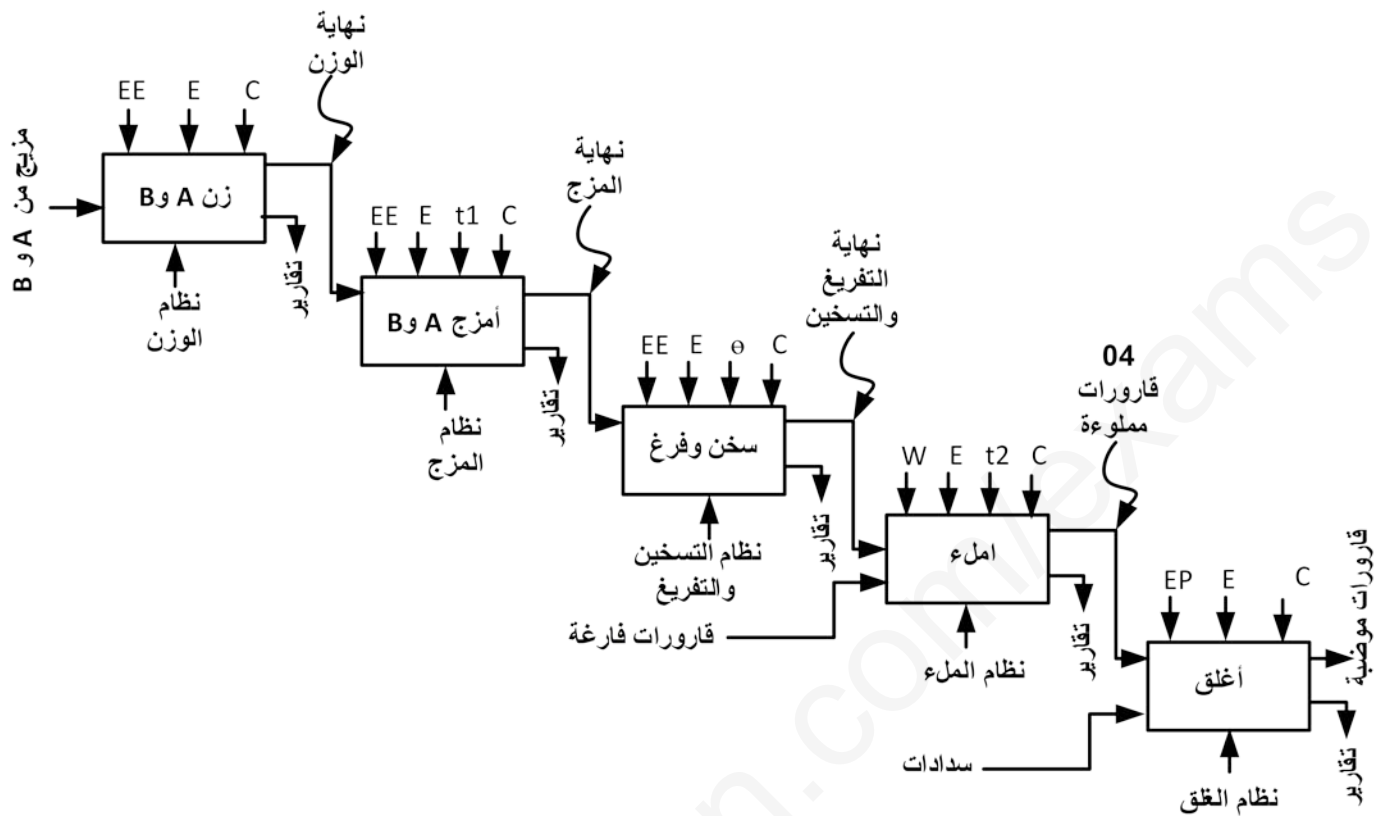 نهاية
الوزن
EE E C
مزيج من A و B
زن A وB
تقارير
نظام
الوزن
نهاية
المزج
EE E t1 C
أمزج A وB
تقارير
نظام
المزج
نهاية
التفريغ
والتسخين
EE E θ C
سخن وفرغ
تقارير
نظام التسخين
والتفريغ
04
قارورات
مملوءة
W E t2 C
املء
تقارير
قارورات فارغة
نظام الملء
EP E C
أغلق
قارورات موضبة
تقارير
سدادات
نظام الغلق
n.com/exams